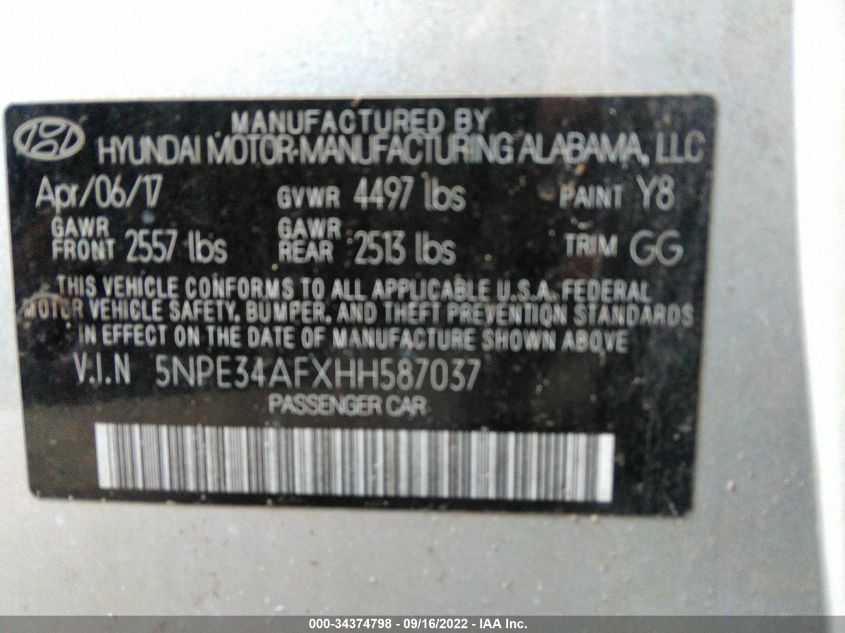 MANUFACTURED BY
HYUNDAI MOTOR MANUFACTURING ALABAMA, LLC
Apr/06/17 GVWR 4497 lbs PAINT Y8
GAWR FRONT 2557 lbs GAWR REAR 2513 lbs TRIM GG
THIS VEHICLE CONFORMS TO ALL APPLICABLE U.S.A. FEDERAL
MOTOR VEHICLE SAFETY, BUMPER, AND THEFT PREVENTION STANDARDS
IN EFFECT ON THE DATE OF MANUFACTURE SHOWN ABOVE
V.I.N 5NPE34AFXHH587037
PASSENGER CAR
000-34374798 - 09/16/2022 - IAA Inc.